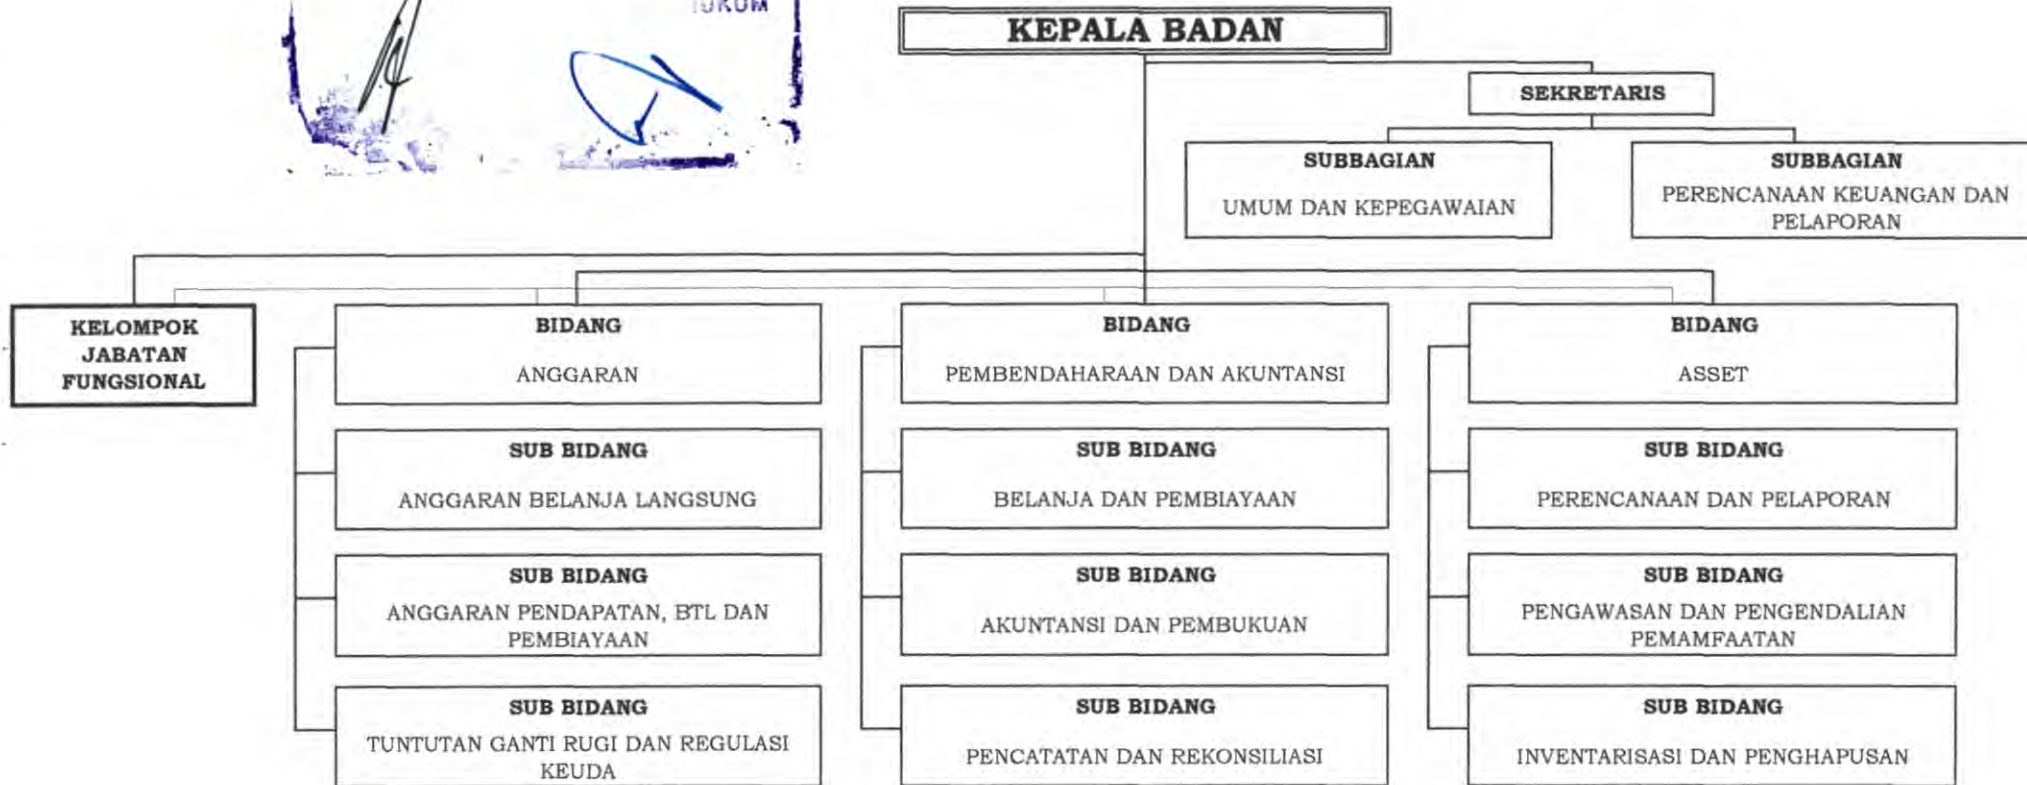 KEPALA BADAN
SEKRETARIS
SUBBAGIAN
UMUM DAN KEPEGAWAIAN
SUBBAGIAN
PERENCANAAN KEUANGAN DAN
PELAPORAN
KELOMPOK
JABATAN
FUNGSIONAL
BIDANG
ANGGARAN
SUB BIDANG
ANGGARAN BELANJA LANGSUNG
SUB BIDANG
ANGGARAN PENDAPATAN, BTL DAN
PEMBIAYAAN
SUB BIDANG
TUNTUTAN GANTI RUGI DAN REGULASI
KEUDA
BIDANG
PEMBENDAHARAAN DAN AKUNTANSI
SUB BIDANG
BELANJA DAN PEMBIAYAAN
SUB BIDANG
AKUNTANSI DAN PEMBUKUAN
SUB BIDANG
PENCATATAN DAN REKONSILIASI
BIDANG
ASSET
SUB BIDANG
PERENCANAAN DAN PELAPORAN
SUB BIDANG
PENGAWASAN DAN PENGENDALIAN
PEMAMFAATAN
SUB BIDANG
INVENTARISASI DAN PENGHAPUSAN